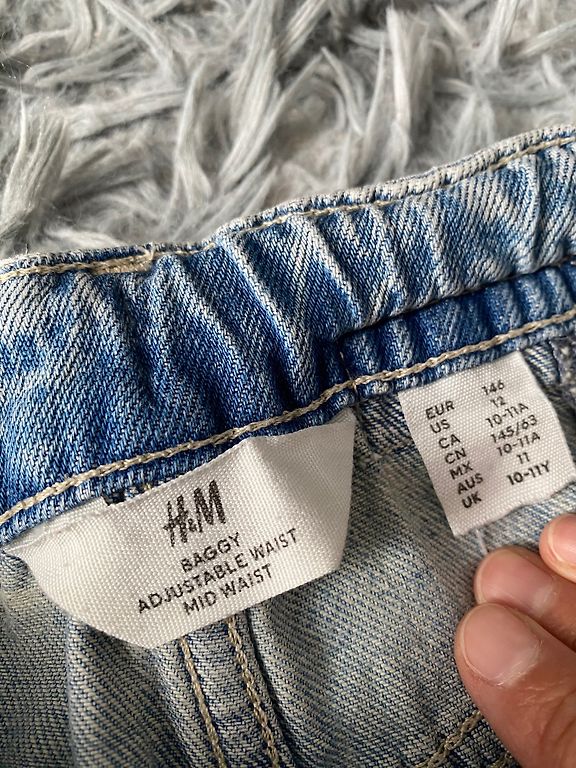 H&M
BAGGY
ADJUSTABLE WAIST
MID WAIST
EUR 146
US 12
CA 10-11A
CN 145/63
MX 10-11A
AUS 11
UK 10-11Y